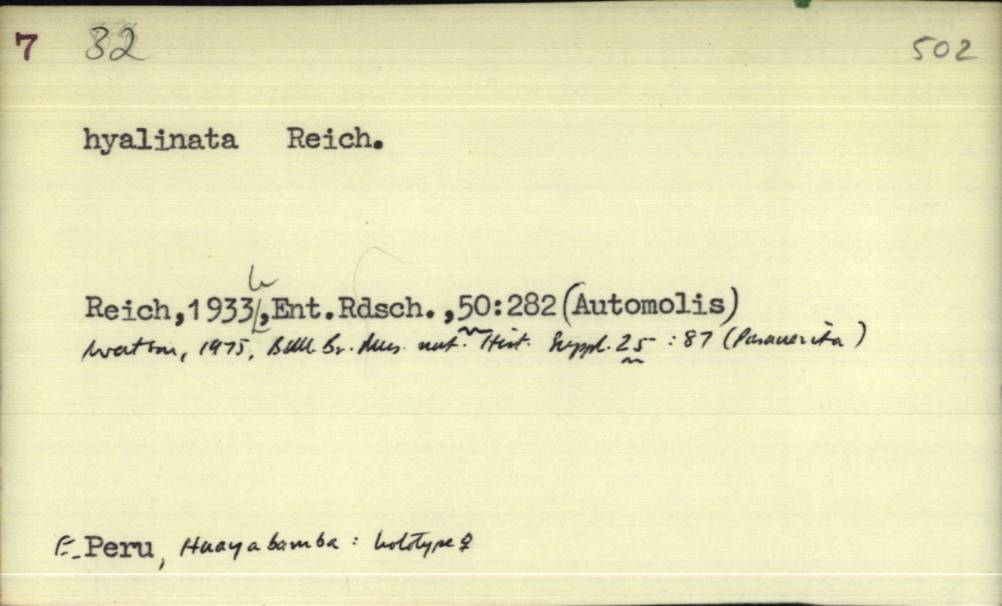 7 32 502
hyalinata Reich.
Reich,1933b,Ent.Rdsch.,50:282 (Automolis)
Watson, 1975, Bull. Br. Mus. nat. Hist. Suppl. 25 : 87 (Paranerita)
E. Peru, Huayabamba : holotype ♀